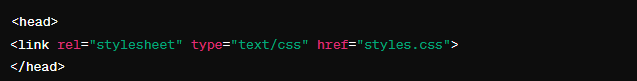 <head>
<link rel="stylesheet" type="text/css" href="styles.css">
</head>